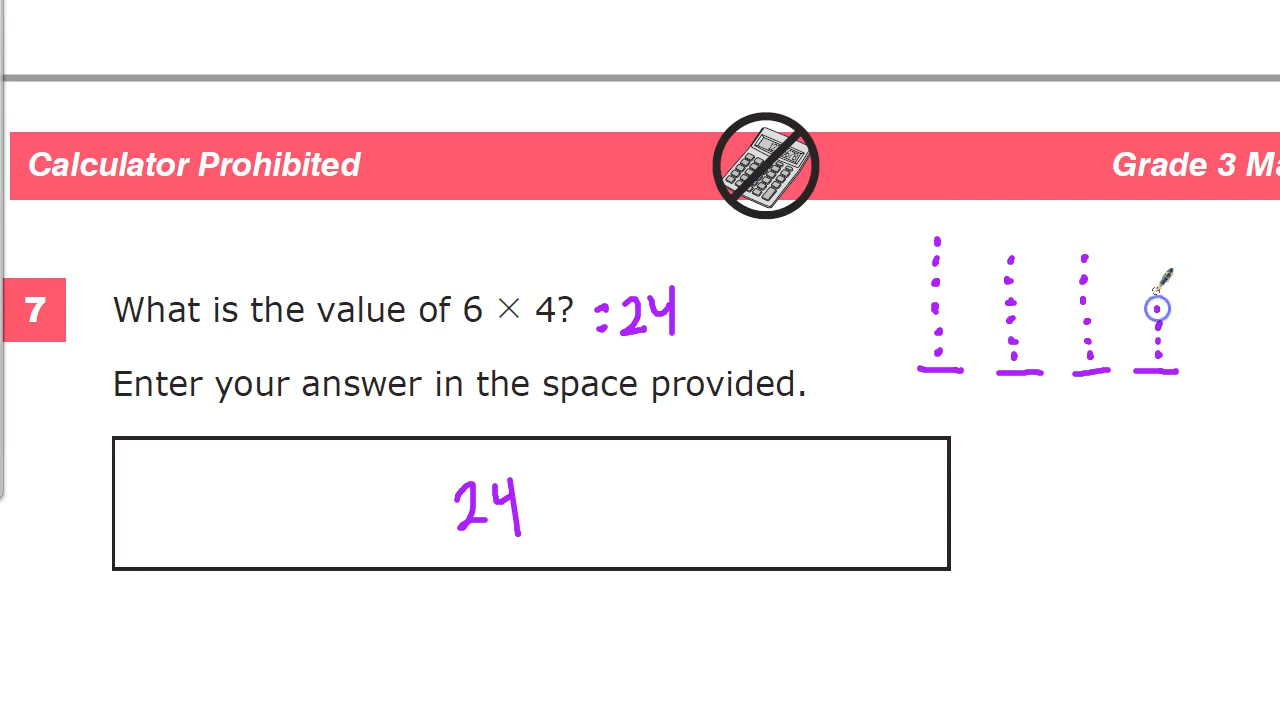 Calculator Prohibited
Grade 3 Ma
7
What is the value of 6 × 4? = 24
Enter your answer in the space provided.
24